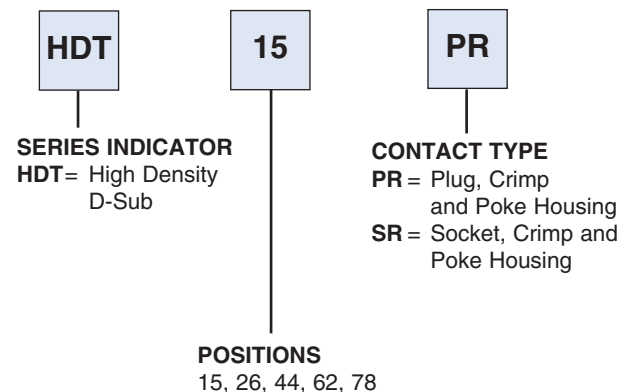 HDT 15 PR
SERIES INDICATOR
HDT= High Density
D-Sub
CONTACT TYPE
PR = Plug, Crimp
and Poke Housing
SR = Socket, Crimp and
Poke Housing
POSITIONS
15, 26, 44, 62, 78